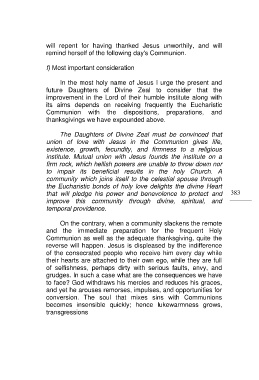 will repent for having thanked Jesus unworthily, and will
remind herself of the following day's Communion.
f) Most important consideration
In the most holy name of Jesus I urge the present and
future Daughters of Divine Zeal to consider that the
improvement in the Lord of their humble institute along with
its aims depends on receiving frequently the Eucharistic
Communion with the dispositions, preparations, and
thanksgivings we have expounded above.
The Daughters of Divine Zeal must be convinced that
union of love with Jesus in the Communion gives life,
existence, growth, fecundity, and firmness to a religious
institute. Mutual union with Jesus founds the institute on a
firm rock, which hellish powers are unable to throw down nor
to impair its beneficial results in the holy Church. A
community which joins itself to the celestial spouse through
the Eucharistic bonds of holy love delights the divine Heart
that will pledge his power and benevolence to protect and
improve this community through divine, spiritual, and
temporal providence.
383
On the contrary, when a community slackens the remote
and the immediate preparation for the frequent Holy
Communion as well as the adequate thanksgiving, quite the
reverse will happen. Jesus is displeased by the indifference
of the consecrated people who receive him every day while
their hearts are attached to their own ego, while they are full
of selfishness, perhaps dirty with serious faults, envy, and
grudges. In such a case what are the consequences we have
to face? God withdraws his mercies and reduces his graces,
and yet he arouses remorses, impulses, and opportunities for
conversion. The soul that mixes sins with Communions
becomes insensible quickly; hence lukewarmness grows,
transgressions